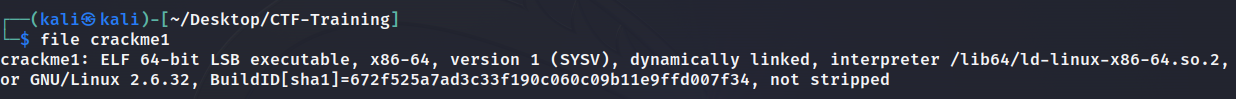 ┌──(kali㉿kali)-[~/Desktop/CTF-Training]
└─$ file crackme1
crackme1: ELF 64-bit LSB executable, x86-64, version 1 (SYSV), dynamically linked, interpreter /lib64/ld-linux-x86-64.so.2,
or GNU/Linux 2.6.32, BuildID[sha1]=672f525a7ad3c33f190c060c09b11e9ffd007f34, not stripped